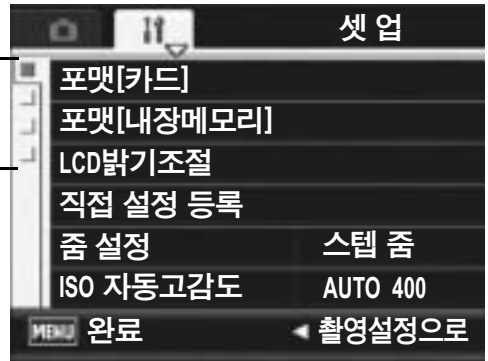 셋 업
포맷[카드]
포맷[내장메모리]
LCD밝기조절
직접 설정 등록
줌 설정 스텝 줌
ISO 자동고감도 AUTO 400
MENU 완료 ◄ 촬영설정으로